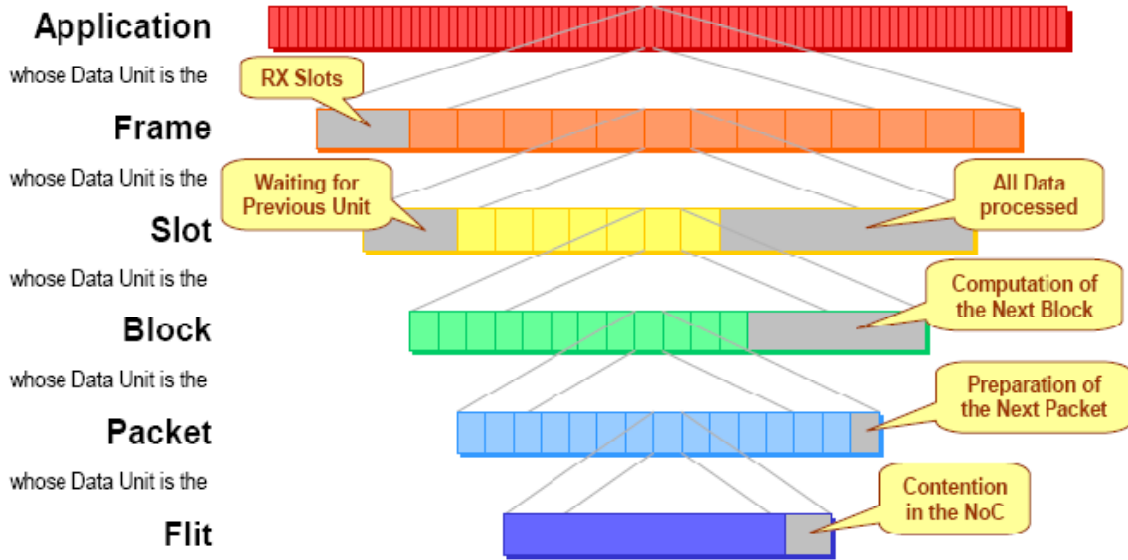 Application
whose Data Unit is the
RX Slots
Frame
whose Data Unit is the
Waiting for
Previous Unit
All Data
processed
Slot
whose Data Unit is the
Computation of
the Next Block
Block
whose Data Unit is the
Preparation of
the Next Packet
Packet
whose Data Unit is the
Contention
in the NoC
Flit